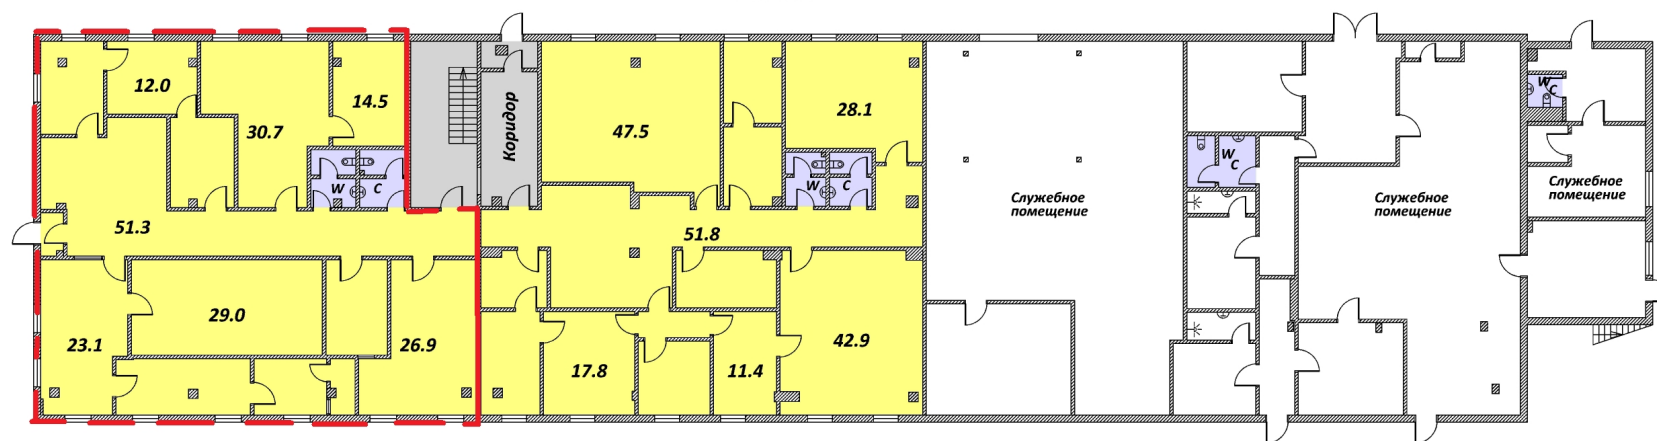 12.0
30.7
14.5
W
C
51.3
29.0
23.1
26.9
Коридор
47.5
28.1
W
C
51.8
17.8
11.4
42.9
Служебное
помещение
W
C
Служебное
помещение
W
C
Служебное
помещение